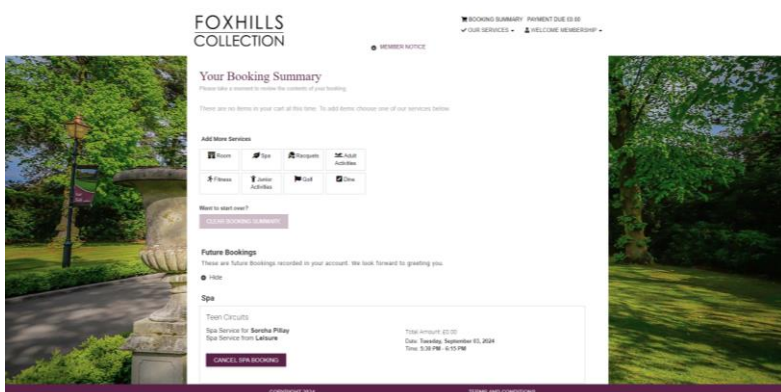 FOXHILLS
COLLECTION
BOOKING SUMMARY PAYMENT DUE £0.00
OUR SERVICES WELCOME MEMBERSHIP
MEMBER NOTICE
Your Booking Summary
Please take a moment to review the contents of your booking.
There are no items in your cart at this time. To add items choose one of our services below.
Add More Services
Room Spa Racquets Adult Activities
Fitness Junior Activities Golf Dine
Want to start over?
CLEAR BOOKING SUMMARY
Future Bookings
These are future Bookings recorded in your account. We look forward to greeting you.
Hide
Spa
Teen Circuits
Spa Service for Sorcha Pillay
Spa Service from Leisure
Total Amount: £0.00
Date: Tuesday, September 03, 2024
Time: 5:30 PM - 6:15 PM
CANCEL SPA BOOKING
COPYRIGHT 2024 TERMS AND CONDITIONS